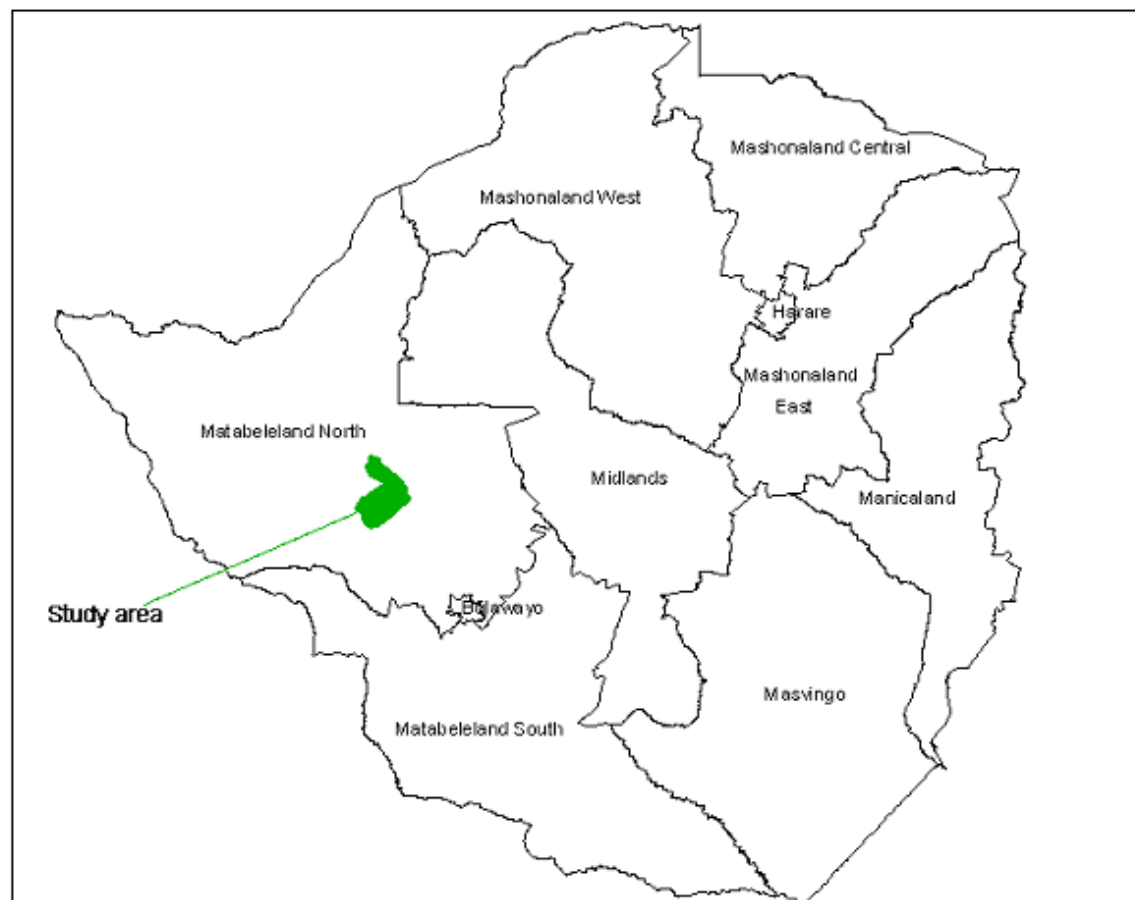 Mashonaland Central
Mashonaland West
Harare
Mashonaland
East
Matabeleland North
Midlands
Manicaland
Study area
Bulawayo
Masvingo
Matabeleland South